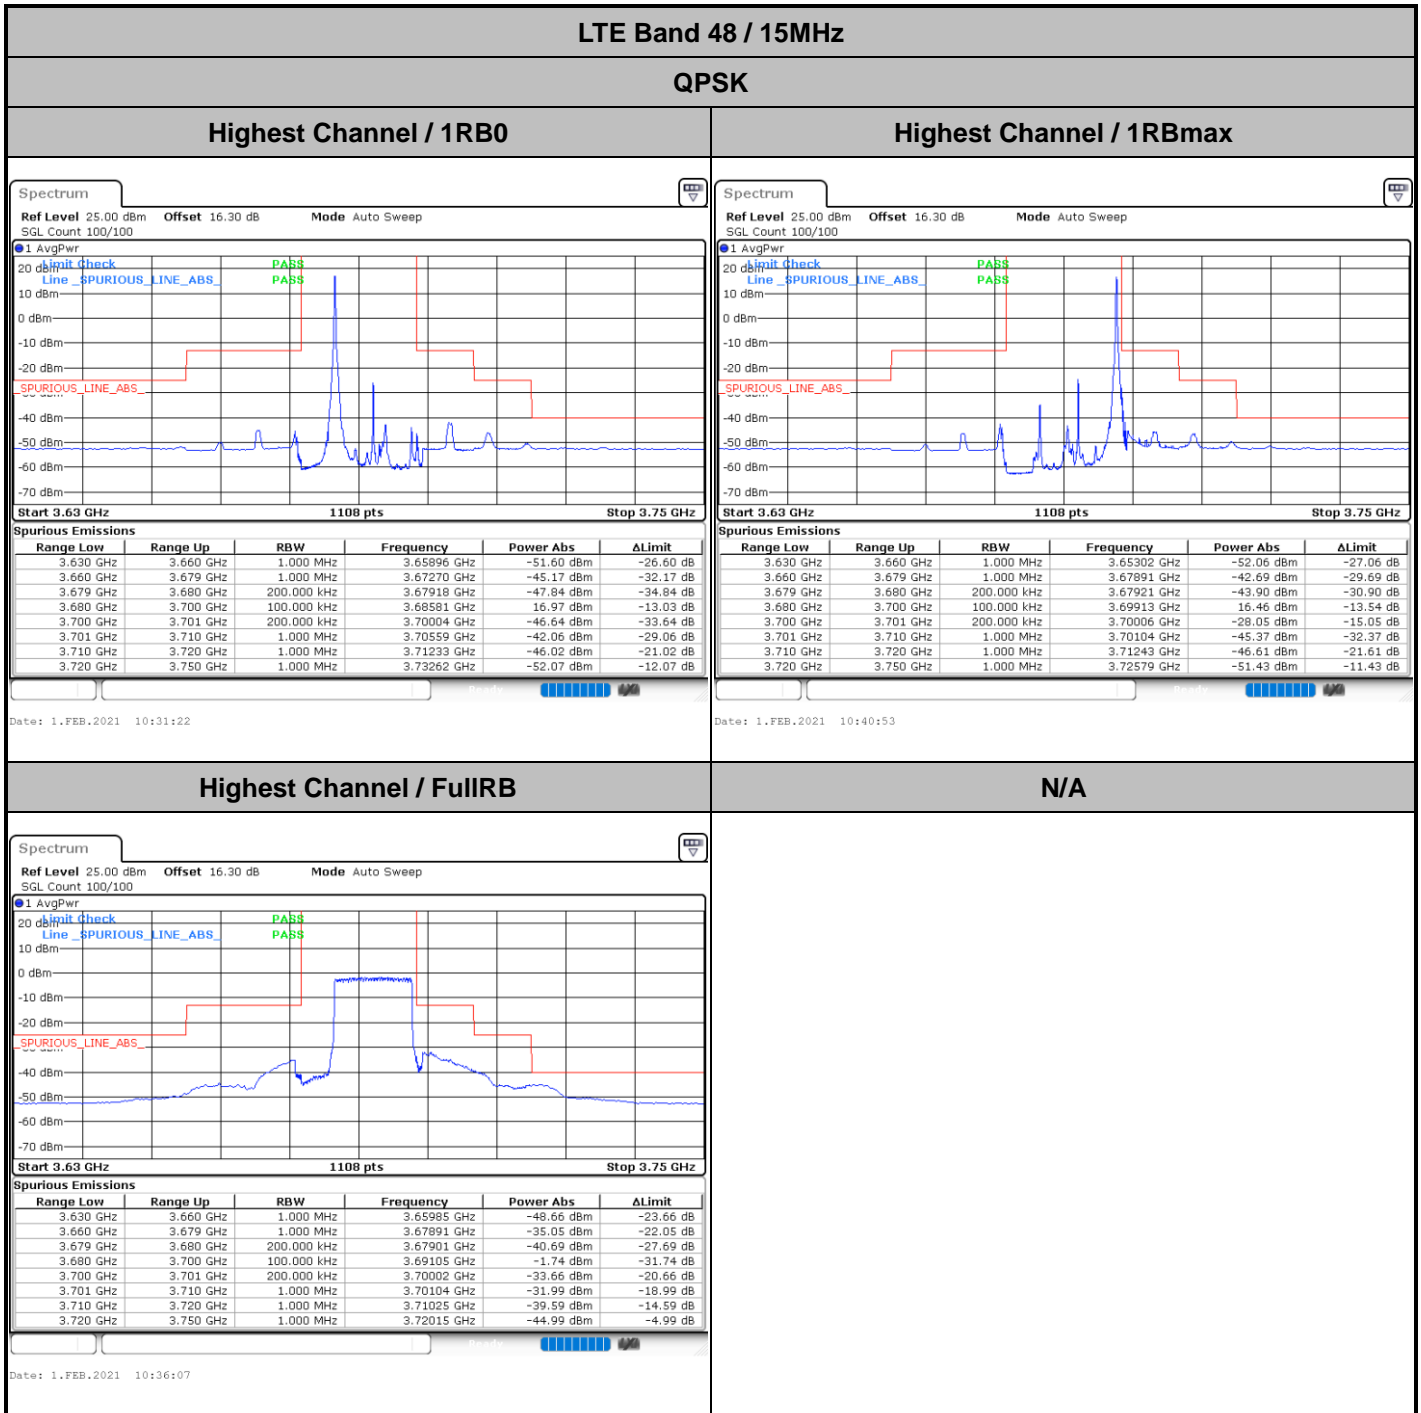 LTE Band 48 / 15MHz
QPSK
Highest Channel / 1RB0
Highest Channel / 1RBmax
Spectrum
Ref Level 25.00 dBm Offset 16.30 dB Mode Auto Sweep
SGL Count 100/100
1 AvgPwr
Limit Check PASS
20 dBm
Line _SPURIOUS_LINE_ABS_ PASS
10 dBm
0 dBm
-10 dBm
-20 dBm
_SPURIOUS_LINE_ABS_
-40 dBm
-50 dBm
-60 dBm
-70 dBm
Start 3.63 GHz 1108 pts Stop 3.75 GHz
Spurious Emissions
Range Low Range Up RBW Frequency Power Abs ΔLimit
3.630 GHz 3.660 GHz 1.000 MHz 3.65896 GHz -51.60 dBm -26.60 dB
3.660 GHz 3.679 GHz 1.000 MHz 3.67270 GHz -45.17 dBm -32.17 dB
3.679 GHz 3.680 GHz 200.000 kHz 3.67918 GHz -47.84 dBm -34.84 dB
3.680 GHz 3.700 GHz 100.000 kHz 3.68581 GHz 16.97 dBm -13.03 dB
3.700 GHz 3.701 GHz 200.000 kHz 3.70004 GHz -46.64 dBm -33.64 dB
3.701 GHz 3.710 GHz 1.000 MHz 3.70559 GHz -42.06 dBm -29.06 dB
3.710 GHz 3.720 GHz 1.000 MHz 3.71233 GHz -46.02 dBm -21.02 dB
3.720 GHz 3.750 GHz 1.000 MHz 3.73262 GHz -52.07 dBm -12.07 dB
Ready
Date: 1.FEB.2021 10:31:22
Spectrum
Ref Level 25.00 dBm Offset 16.30 dB Mode Auto Sweep
SGL Count 100/100
1 AvgPwr
Limit Check PASS
20 dBm
Line _SPURIOUS_LINE_ABS_ PASS
10 dBm
0 dBm
-10 dBm
-20 dBm
_SPURIOUS_LINE_ABS_
-40 dBm
-50 dBm
-60 dBm
-70 dBm
Start 3.63 GHz 1108 pts Stop 3.75 GHz
Spurious Emissions
Range Low Range Up RBW Frequency Power Abs ΔLimit
3.630 GHz 3.660 GHz 1.000 MHz 3.65302 GHz -52.06 dBm -27.06 dB
3.660 GHz 3.679 GHz 1.000 MHz 3.67891 GHz -42.69 dBm -29.69 dB
3.679 GHz 3.680 GHz 200.000 kHz 3.67921 GHz -43.90 dBm -30.90 dB
3.680 GHz 3.700 GHz 100.000 kHz 3.69913 GHz 16.46 dBm -13.54 dB
3.700 GHz 3.701 GHz 200.000 kHz 3.70006 GHz -28.05 dBm -15.05 dB
3.701 GHz 3.710 GHz 1.000 MHz 3.70104 GHz -45.37 dBm -32.37 dB
3.710 GHz 3.720 GHz 1.000 MHz 3.71243 GHz -46.61 dBm -21.61 dB
3.720 GHz 3.750 GHz 1.000 MHz 3.72579 GHz -51.43 dBm -11.43 dB
Ready
Date: 1.FEB.2021 10:40:53
Highest Channel / FullRB
N/A
Spectrum
Ref Level 25.00 dBm Offset 16.30 dB Mode Auto Sweep
SGL Count 100/100
1 AvgPwr
Limit Check PASS
20 dBm
Line _SPURIOUS_LINE_ABS_ PASS
10 dBm
0 dBm
-10 dBm
-20 dBm
_SPURIOUS_LINE_ABS_
-40 dBm
-50 dBm
-60 dBm
-70 dBm
Start 3.63 GHz 1108 pts Stop 3.75 GHz
Spurious Emissions
Range Low Range Up RBW Frequency Power Abs ΔLimit
3.630 GHz 3.660 GHz 1.000 MHz 3.65985 GHz -48.66 dBm -23.66 dB
3.660 GHz 3.679 GHz 1.000 MHz 3.67891 GHz -35.05 dBm -22.05 dB
3.679 GHz 3.680 GHz 200.000 kHz 3.67901 GHz -40.69 dBm -27.69 dB
3.680 GHz 3.700 GHz 100.000 kHz 3.69105 GHz -1.74 dBm -31.74 dB
3.700 GHz 3.701 GHz 200.000 kHz 3.70002 GHz -33.66 dBm -20.66 dB
3.701 GHz 3.710 GHz 1.000 MHz 3.70104 GHz -31.99 dBm -18.99 dB
3.710 GHz 3.720 GHz 1.000 MHz 3.71025 GHz -39.59 dBm -14.59 dB
3.720 GHz 3.750 GHz 1.000 MHz 3.72015 GHz -44.99 dBm -4.99 dB
Ready
Date: 1.FEB.2021 10:36:07